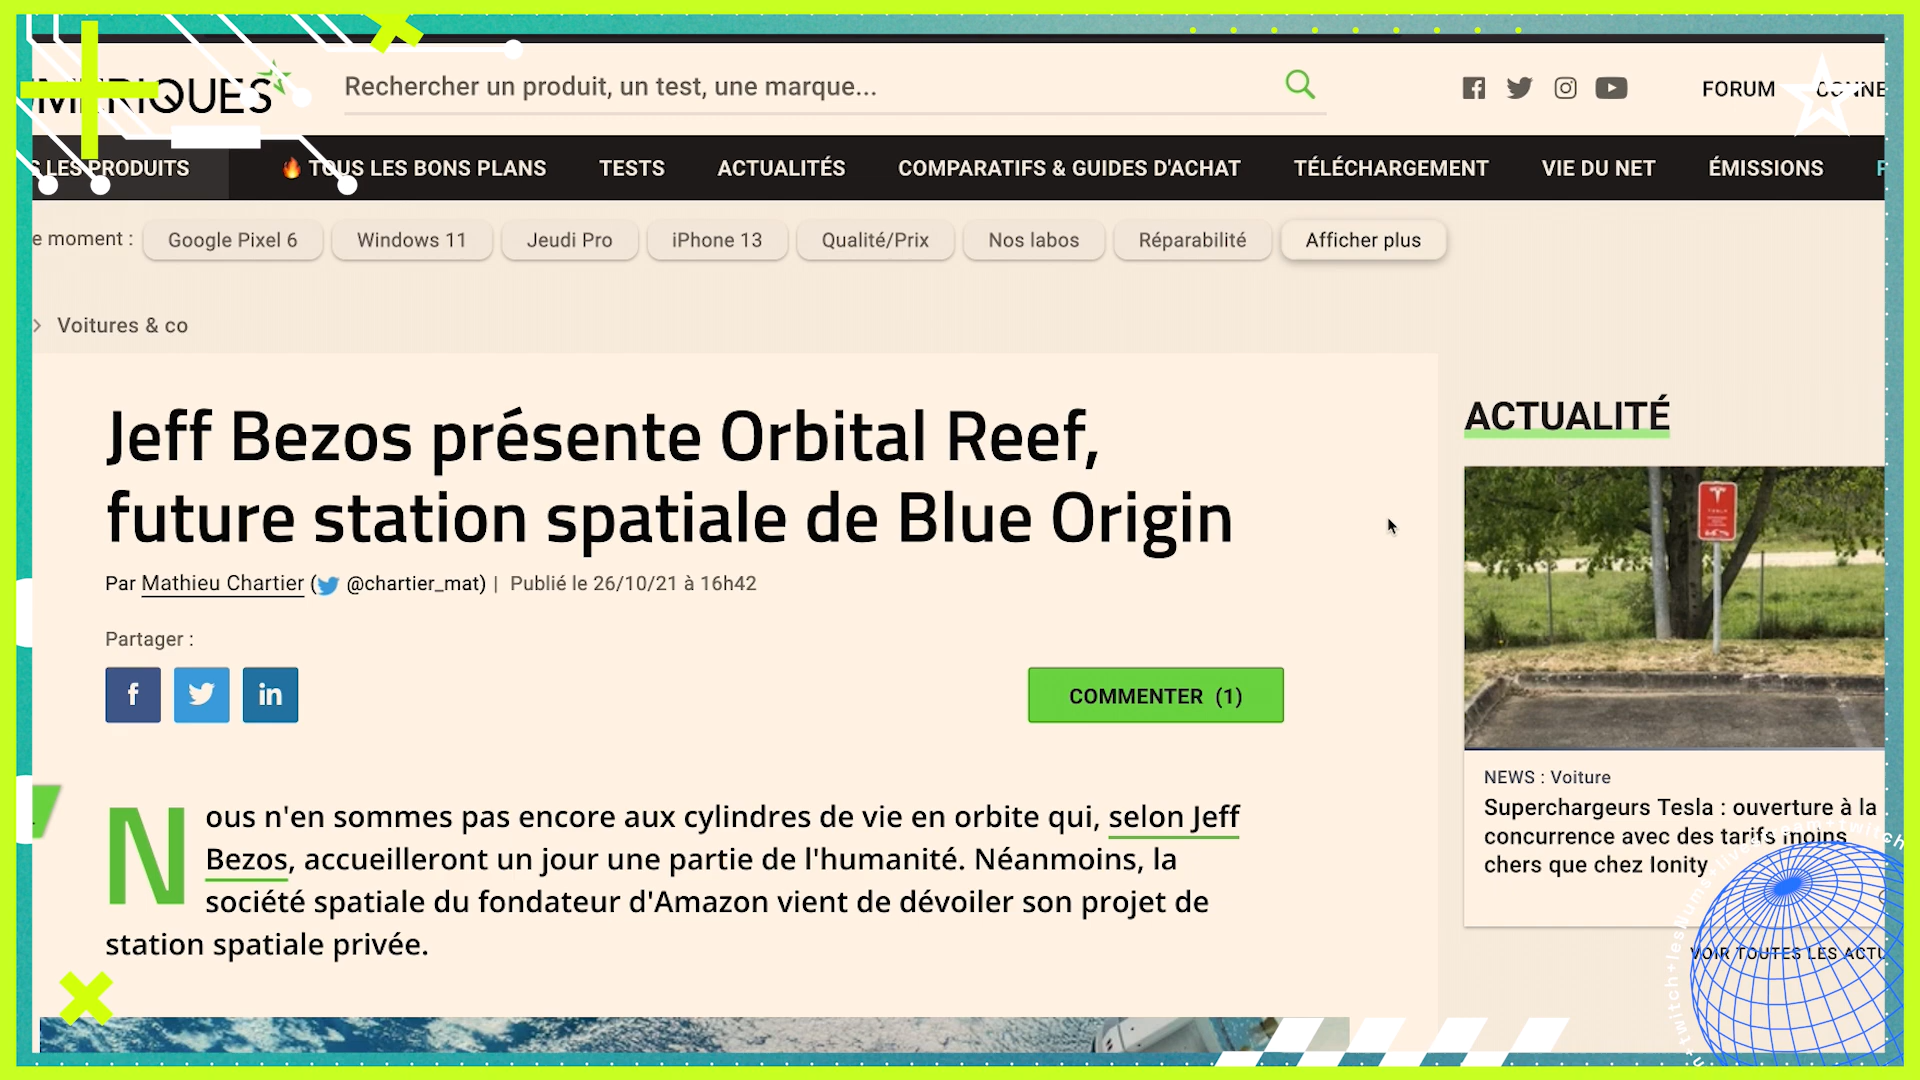 MÉRIQUES
Rechercher un produit, un test, une marque...
FORUM
CONNE
S LES PRODUITS
TOUS LES BONS PLANS
TESTS
ACTUALITÉS
COMPARATIFS & GUIDES D'ACHAT
TÉLÉCHARGEMENT
VIE DU NET
ÉMISSIONS
e moment :
Google Pixel 6
Windows 11
Jeudi Pro
iPhone 13
Qualité/Prix
Nos labos
Réparabilité
Afficher plus
Voitures & co
Jeff Bezos présente Orbital Reef,
future station spatiale de Blue Origin
Par Mathieu Chartier ( @chartier_mat) | Publié le 26/10/21 à 16h42
Partager :
f
in
COMMENTER (1)
Nous n'en sommes pas encore aux cylindres de vie en orbite qui, selon Jeff
Bezos, accueilleront un jour une partie de l'humanité. Néanmoins, la
société spatiale du fondateur d'Amazon vient de dévoiler son projet de
station spatiale privée.
ACTUALITÉ
TESLA
NEWS : Voiture
Superchargeurs Tesla : ouverture à la
concurrence avec des tarifs moins
chers que chez Ionity
VOIR TOUTES LES ACTU